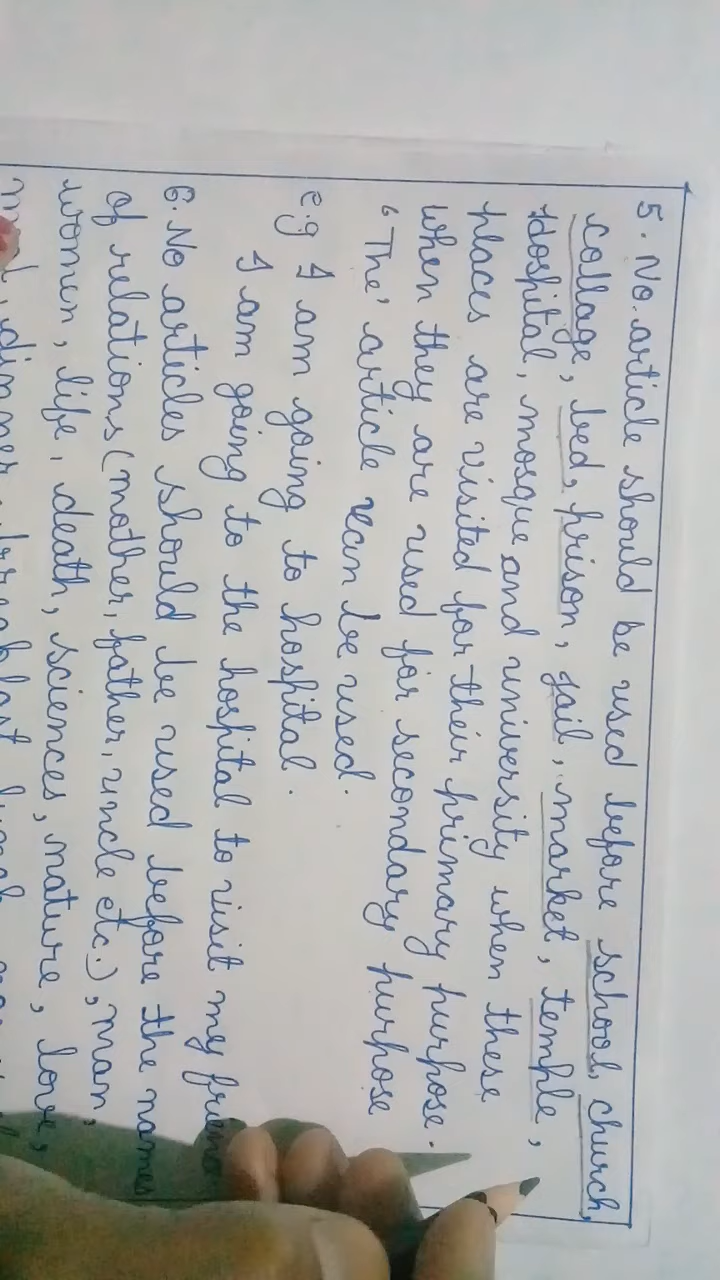 5. No article should be used before school, church,
collage, bed, prison, jail, market, temple,
Hospital, mosque and university when these
places are visited for their primary purpose.
when they are used for secondary purpose
'The' article can be used.
e.g I am going to hospital.
I am going to the hospital to visit my friend
6. No articles should be used before the names
of relations (mother, father, uncle etc.), man,
women, life, death, sciences, nature, love,
dinner,